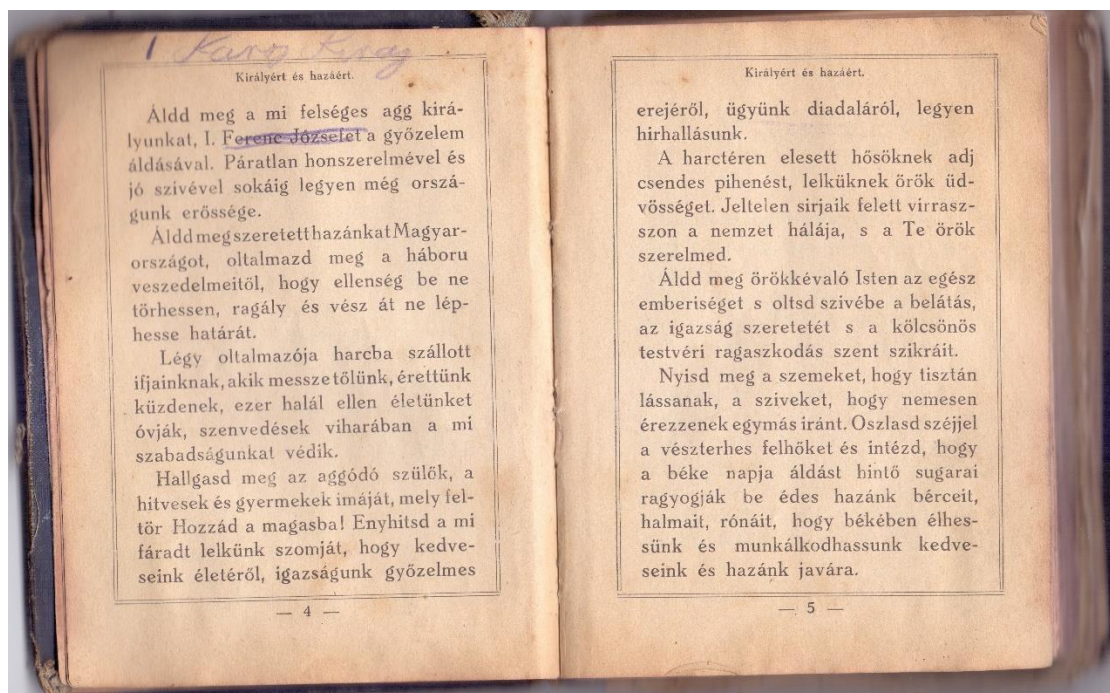 I Karoj Király
Királyért és hazáért.
Áldd meg a mi felséges agg kirá-
lyunkat, I. Ferenc Józsefet a győzelem
áldásával. Páratlan honszerelmével és
jó szivével sokáig legyen még orszá-
gunk erőssége.
Áldd meg szeretett hazánkat Magyar-
országot, oltalmazd meg a háboru
veszedelmeitől, hogy ellenség be ne
törhessen, ragály és vész át ne lép-
hesse határát.
Légy oltalmazója harcba szállott
ifjainknak, akik messze tőlünk, érettünk
küzdenek, ezer halál ellen életünket
óvják, szenvedések viharában a mi
szabadságunkat védik.
Hallgasd meg az aggódó szülők, a
hitvesek és gyermekek imáját, mely fel-
tör Hozzád a magasba! Enyhitsd a mi
fáradt lelkünk szomját, hogy kedve-
seink életéről, igazságunk győzelmes
— 4 —
Királyért és hazáért.
erejéről, ügyünk diadaláról, legyen
hirhallásunk.
A harctéren elesett hősöknek adj
csendes pihenést, lelküknek örök üd-
vösséget. Jeltelen sirjaik felett virrasz-
szon a nemzet hálája, s a Te örök
szerelmed.
Áldd meg örökkévaló Isten az egész
emberiséget s oltsd szivébe a belátás,
az igazság szeretetét s a kölcsönös
testvéri ragaszkodás szent szikráit.
Nyisd meg a szemeket, hogy tisztán
lássanak, a sziveket, hogy nemesen
érezzenek egymás iránt. Oszlasd széjjel
a vészterhes felhőket és intézd, hogy
a béke napja áldást hintő sugarai
ragyogják be édes hazánk bérceit,
halmait, rónáit, hogy békében élhes-
sünk és munkálkodhassunk kedve-
seink és hazánk javára.
— 5 —